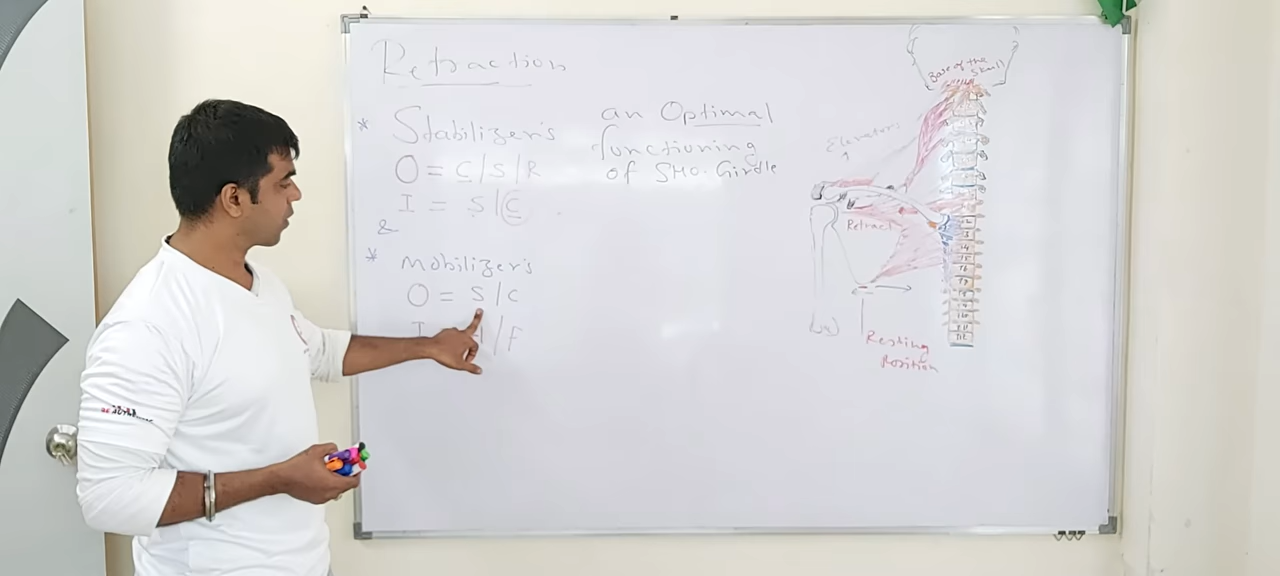 Retraction
* Stabilizer's
O = C/S/R
I = S/C
&
* Mobilizer's
O = S/C
I /F
an Optimal
functioning
of SHO. Girdle
Base of the
Skull
Elevators
Retract
Resting
Position